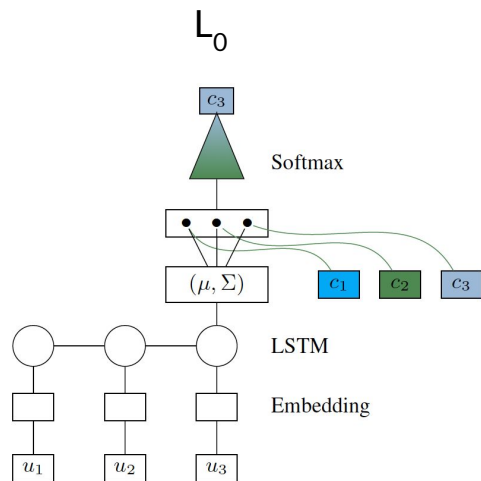 L₀
c₃
Softmax
(μ, Σ)
c₁ c₂ c₃
LSTM
Embedding
u₁ u₂ u₃